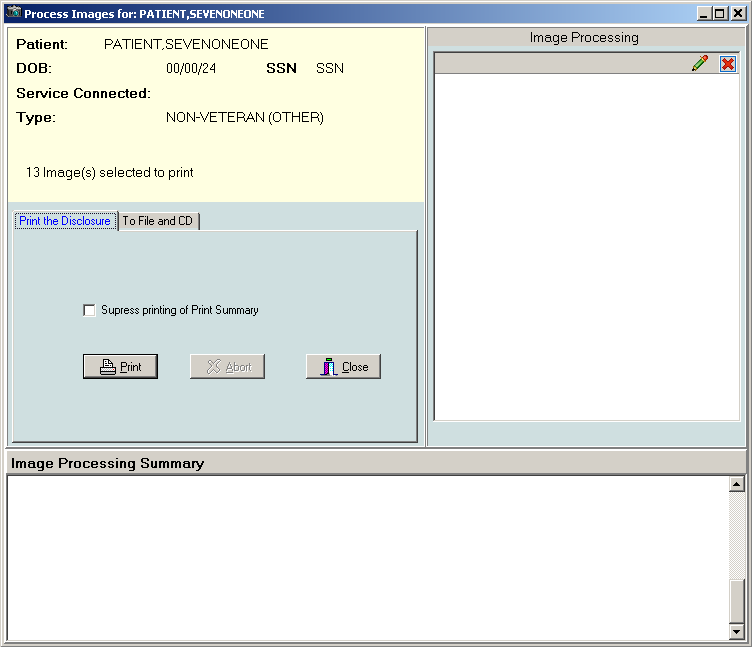 Process Images for: PATIENT,SEVENONEONE
Patient: PATIENT,SEVENONEONE
DOB: 00/00/24 SSN SSN
Service Connected:
Type: NON-VETERAN (OTHER)
13 Image(s) selected to print
Print the Disclosure To File and CD
Supress printing of Print Summary
Print Abort Close
Image Processing
Image Processing Summary